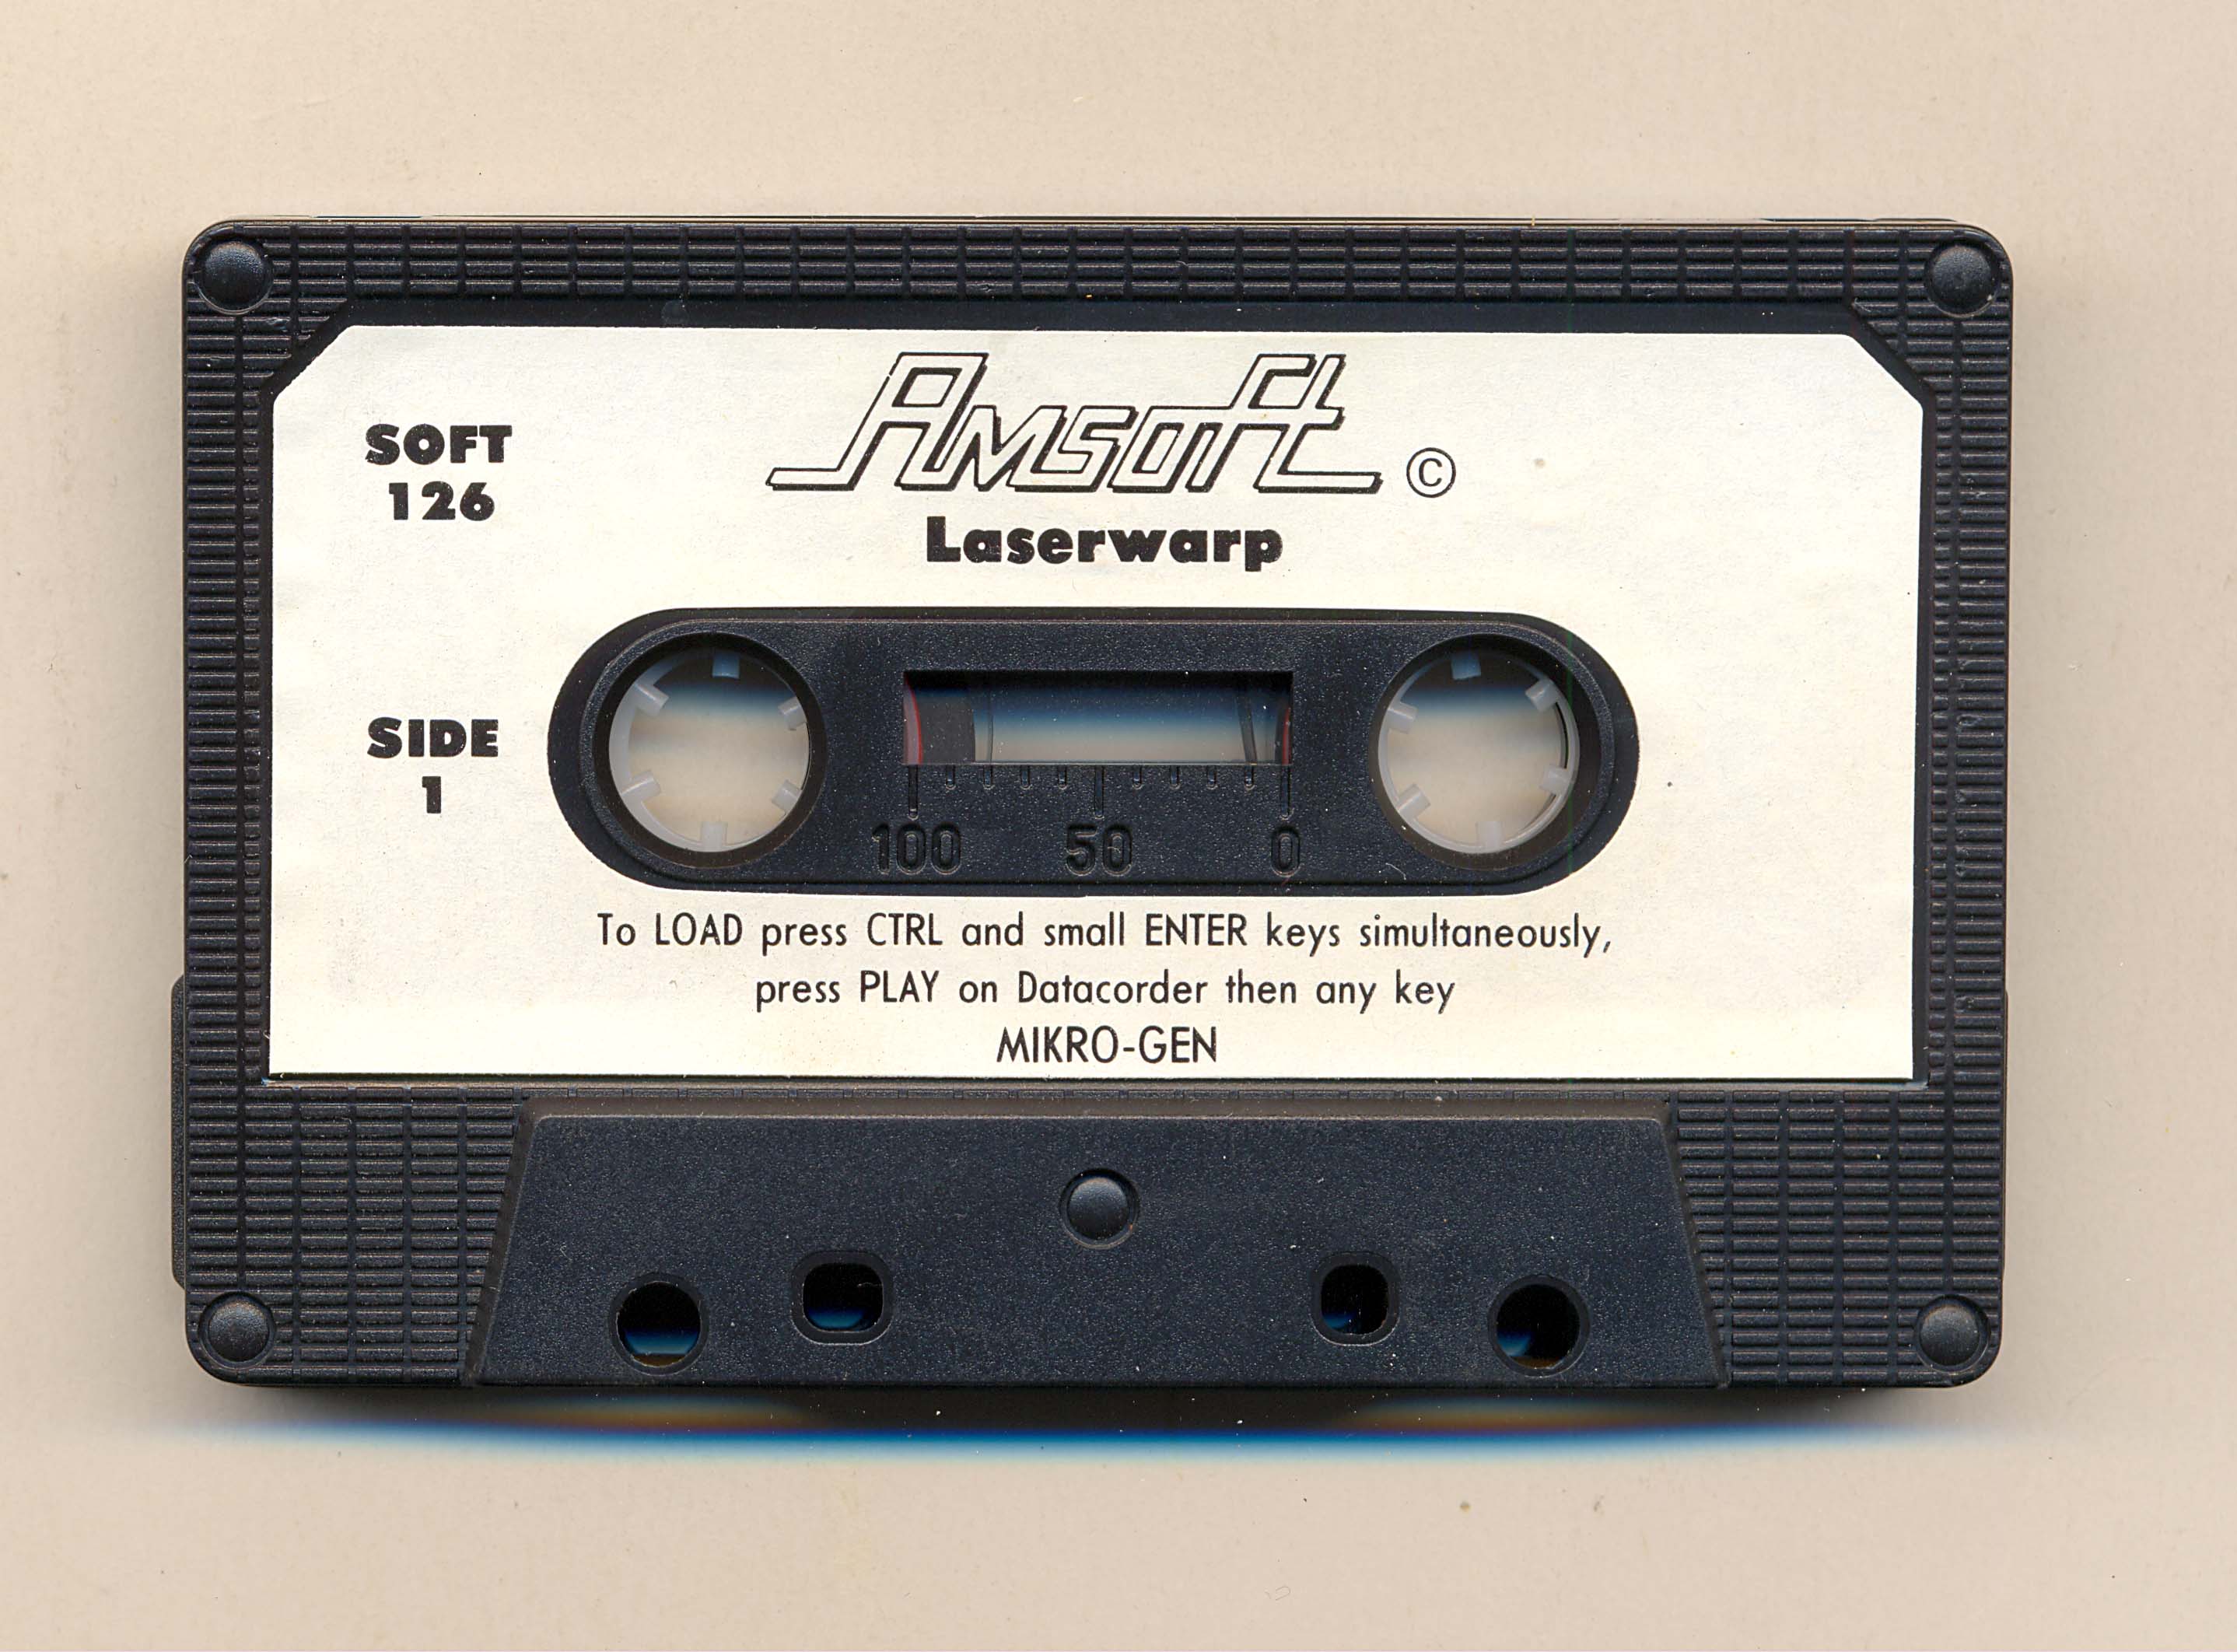 Amsoft ©
Laserwarp
SOFT
126
SIDE
1
100 50 0
To LOAD press CTRL and small ENTER keys simultaneously,
press PLAY on Datacorder then any key
MIKRO-GEN